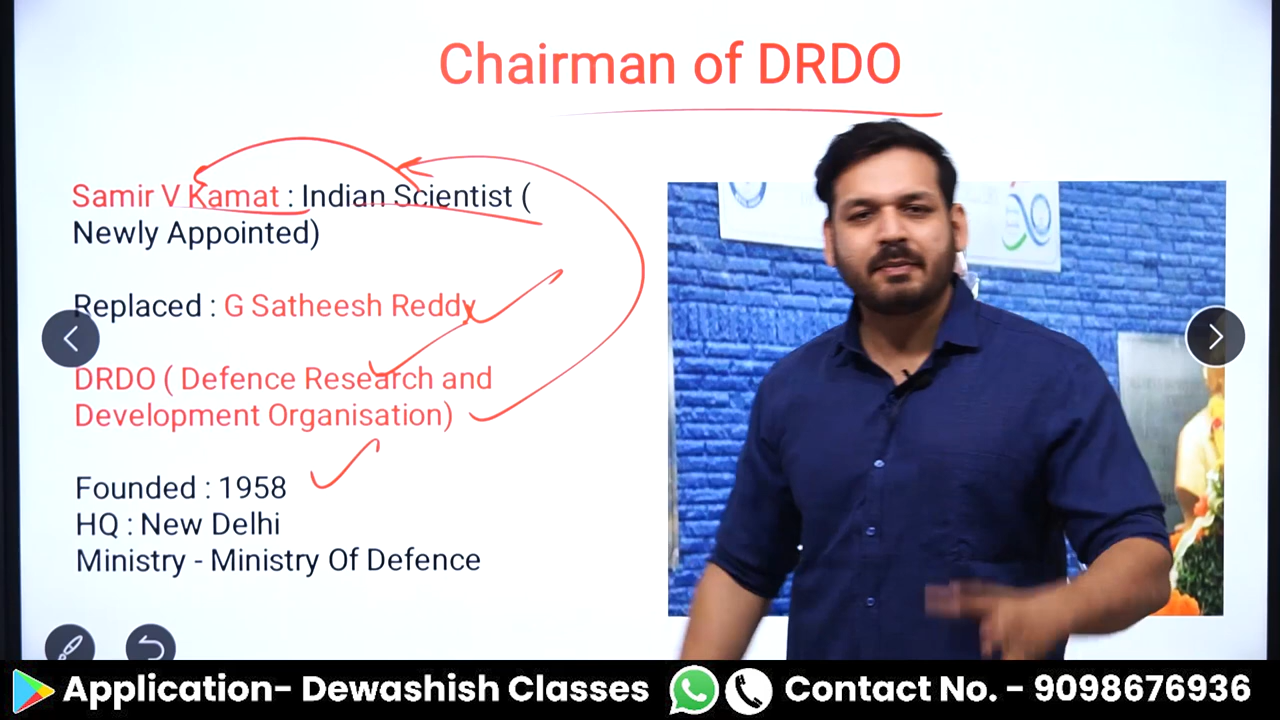 Chairman of DRDO
Samir V Kamat : Indian Scientist (
Newly Appointed)
Replaced : G Satheesh Reddy
DRDO ( Defence Research and
Development Organisation)
Founded : 1958
HQ : New Delhi
Ministry - Ministry Of Defence
Application- Dewashish Classes
Contact No. - 9098676936